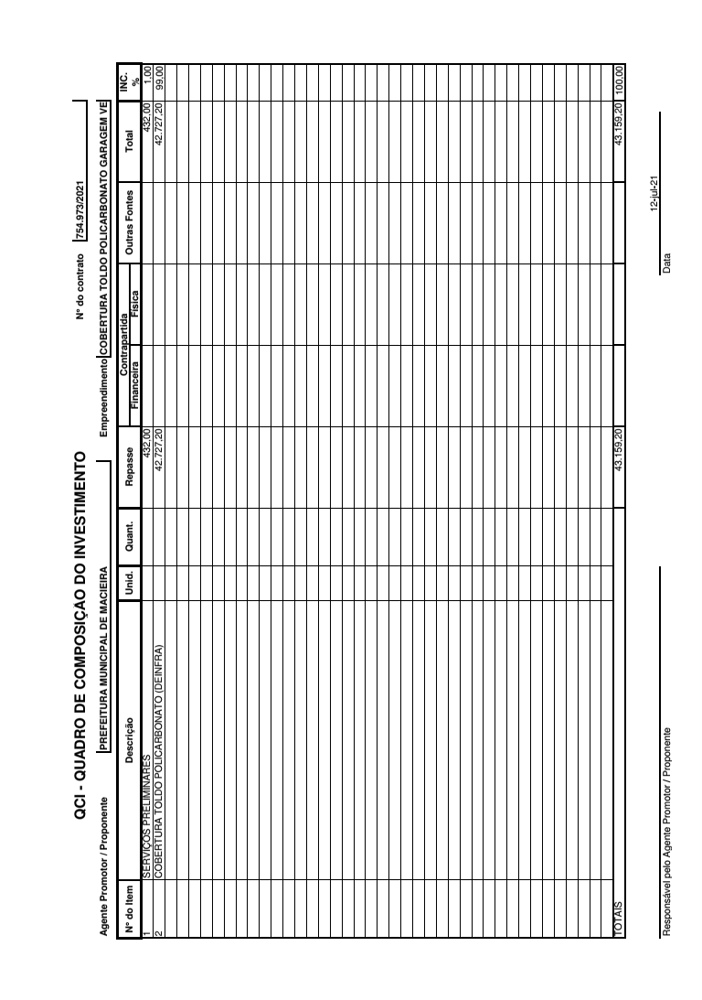 QCI - QUADRO DE COMPOSIÇAO DO INVESTIMENTO
Nº do contrato 754.973/2021
Agente Promotor / Proponente PREFEITURA MUNICIPAL DE MACIEIRA Empreendimento COBERTURA TOLDO POLICARBONATO GARAGEM VE
Nº do Item Descrição Unid. Quant. Repasse Contrapartida Outras Fontes Total INC. %
Financeira Física
1 SERVIÇOS PRELIMINARES 432,00 432,00 1,00
2 COBERTURA TOLDO POLICARBONATO (DEINFRA) 42.727,20 42.727,20 99,00
TOTAIS 43.159,20 43.159,20 100,00
12-jul-21
Responsável pelo Agente Promotor / Proponente Data